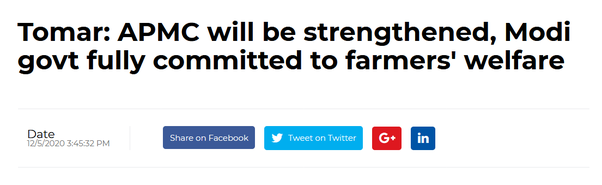 Tomar: APMC will be strengthened, Modi
govt fully committed to farmers' welfare
Date
12/5/2020 3:45:32 PM
Share on Facebook
Tweet on Twitter
G+
in